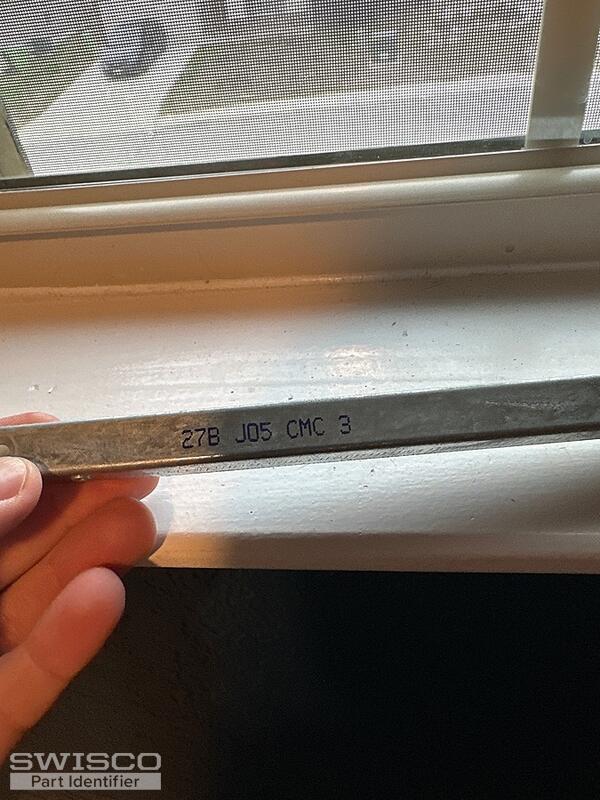 27B J05 CMC 3
SWISCO
Part Identifier